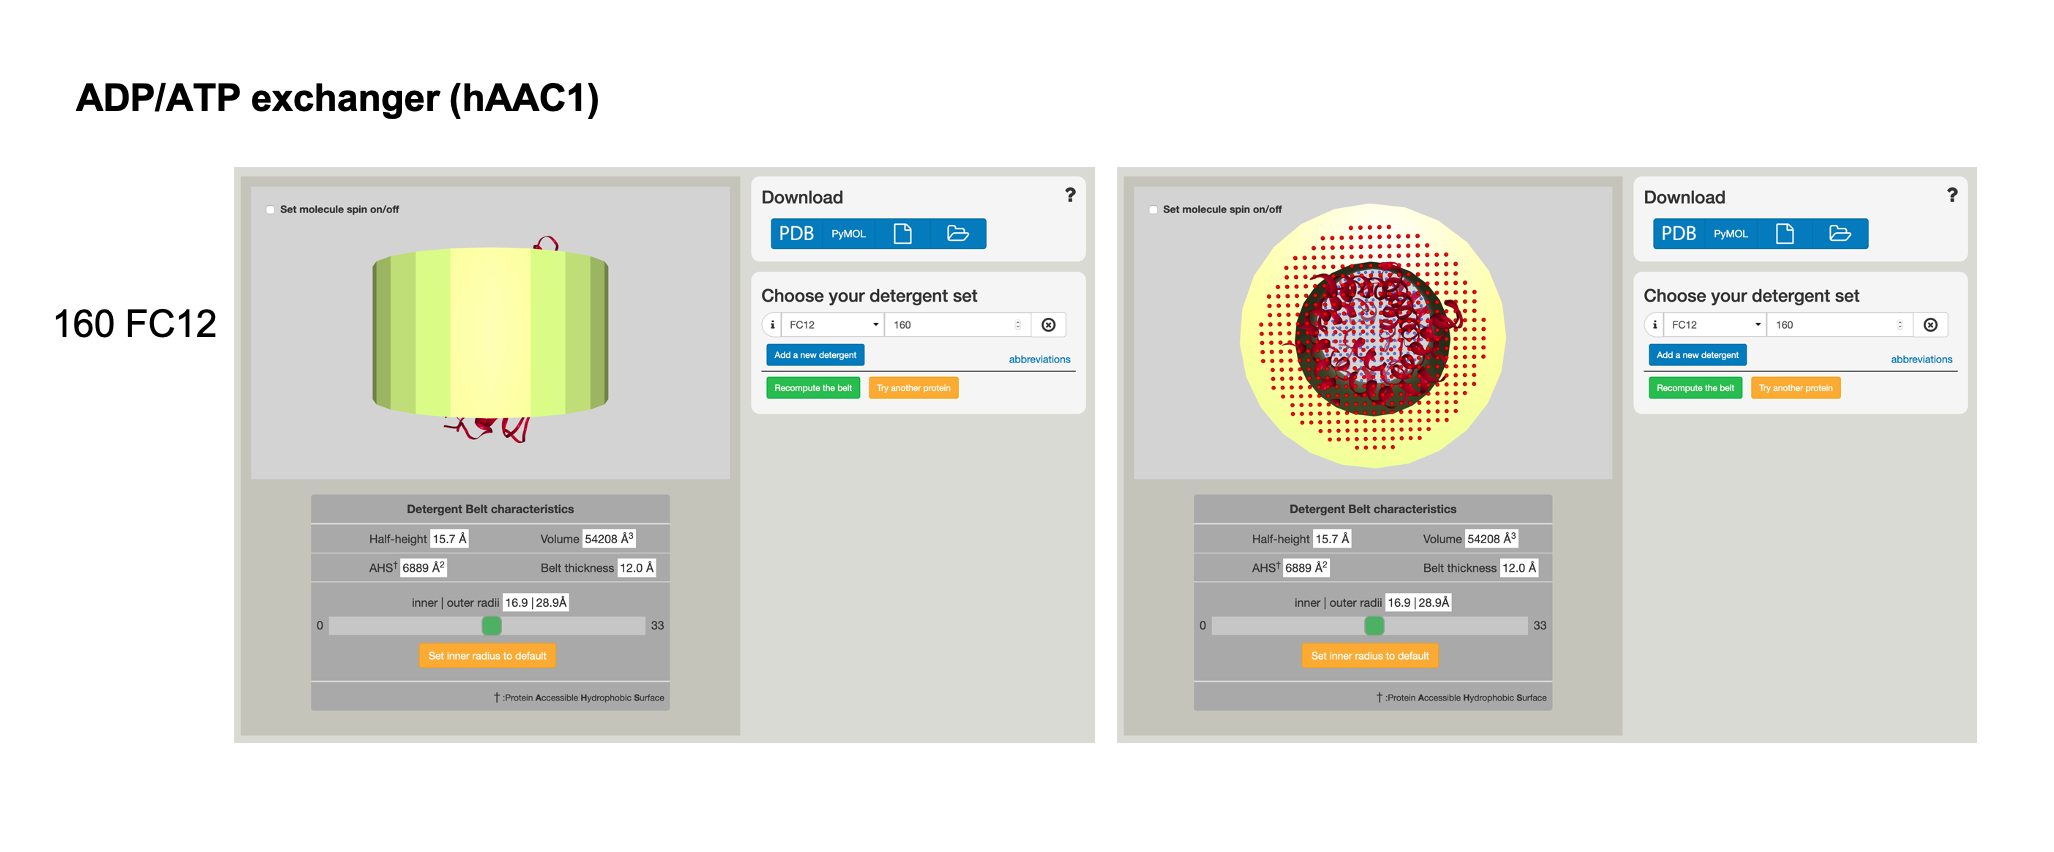 ADP/ATP exchanger (hAAC1)
160 FC12
Set molecule spin on/off
Download
?
PDB
PyMOL
Choose your detergent set
i
FC12
160
Add a new detergent
abbreviations
Recompute the belt
Try another protein
Detergent Belt characteristics
Half-height 15.7 Å Volume 54208 Å³
AHS† 6889 Å² Belt thickness 12.0 Å
inner | outer radii 16.9 | 28.9Å
0 33
Set inner radius to default
† :Protein Accessible Hydrophobic Surface
Set molecule spin on/off
Download
?
PDB
PyMOL
Choose your detergent set
i
FC12
160
Add a new detergent
abbreviations
Recompute the belt
Try another protein
Detergent Belt characteristics
Half-height 15.7 Å Volume 54208 Å³
AHS† 6889 Å² Belt thickness 12.0 Å
inner | outer radii 16.9 | 28.9Å
0 33
Set inner radius to default
† :Protein Accessible Hydrophobic Surface